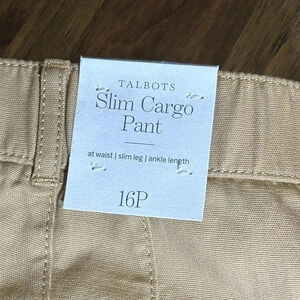 TALBOTS
Slim Cargo
Pant
at waist | slim leg | ankle length
16P